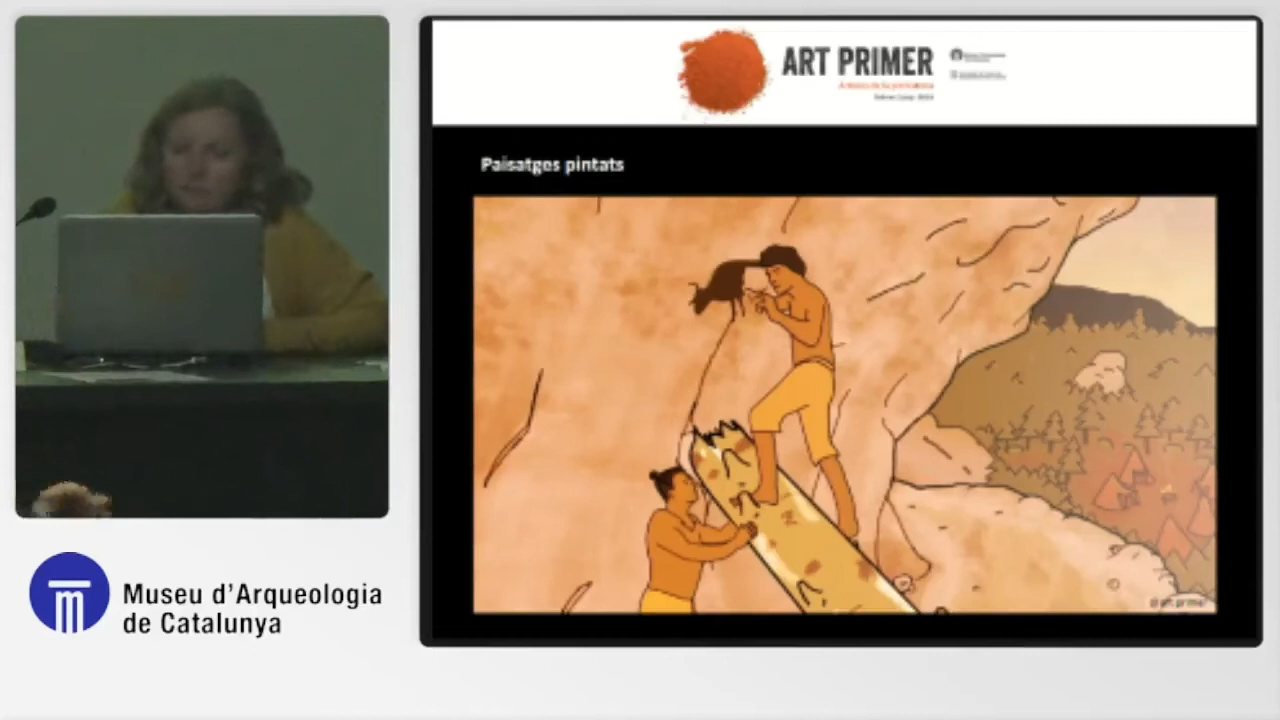 ART PRIMER
Paisatges pintats
Museu d'Arqueologia
de Catalunya